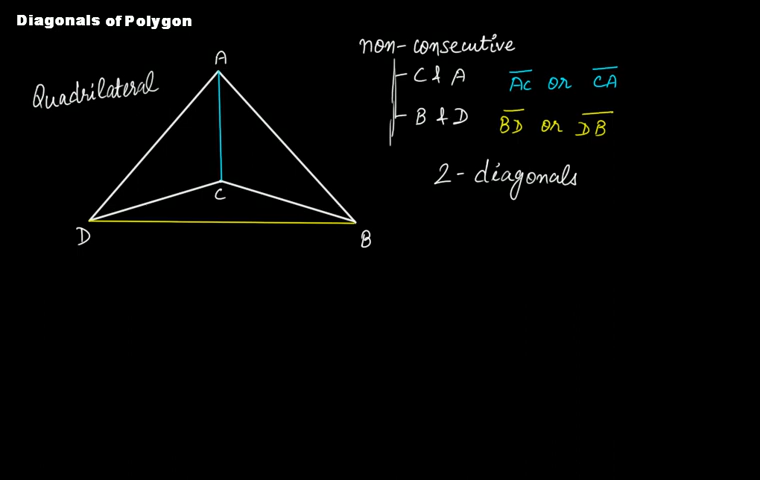 Diagonals of Polygon
non-consecutive
Quadrilateral
A
C & A   AC or CA
B & D   BD or DB
2 - diagonals
C
D
B